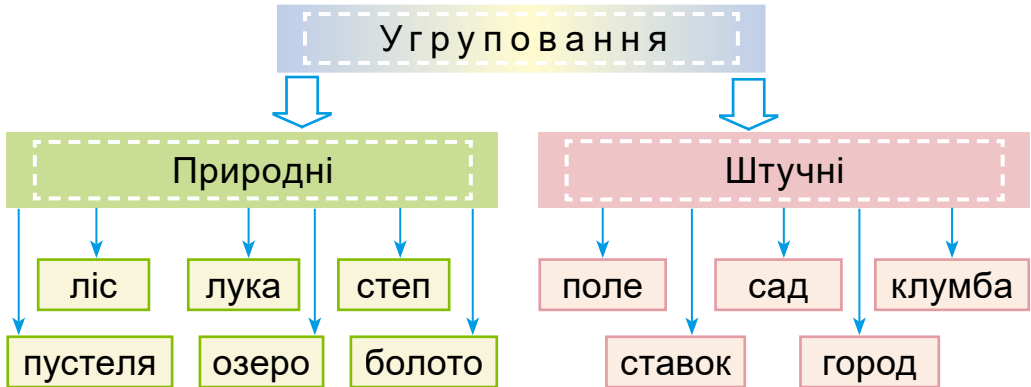 Угруповання
Природні
Штучні
ліс
лука
степ
поле
сад
клумба
пустеля
озеро
болото
ставок
город